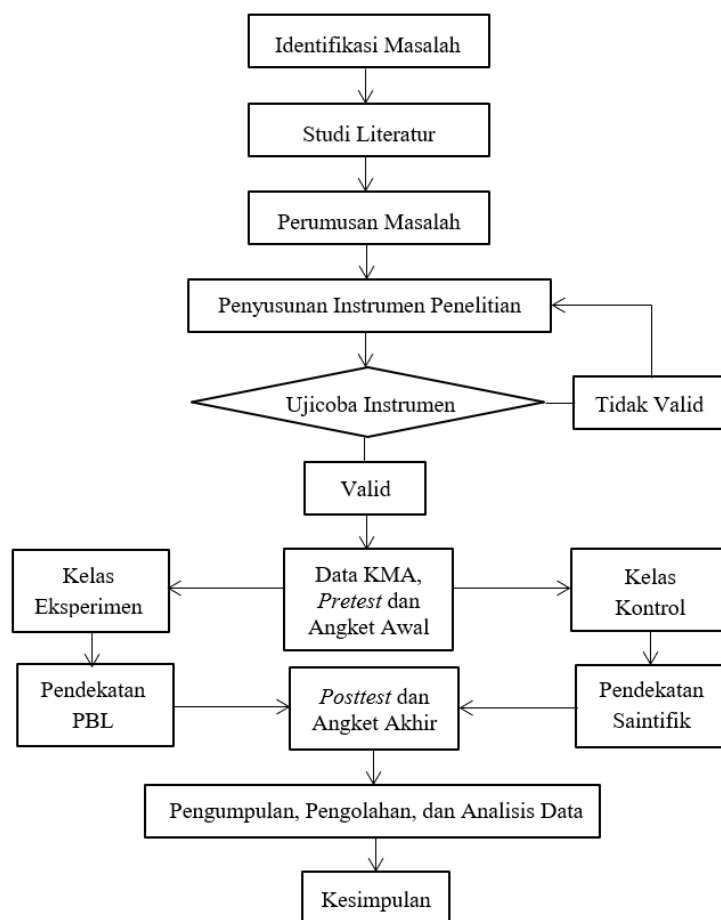 Identifikasi Masalah
Studi Literatur
Perumusan Masalah
Penyusunan Instrumen Penelitian
Ujicoba Instrumen
Tidak Valid
Valid
Kelas
Eksperimen
Data KMA,
Pretest dan
Angket Awal
Kelas
Kontrol
Pendekatan
PBL
Posttest dan
Angket Akhir
Pendekatan
Saintifik
Pengumpulan, Pengolahan, dan Analisis Data
Kesimpulan